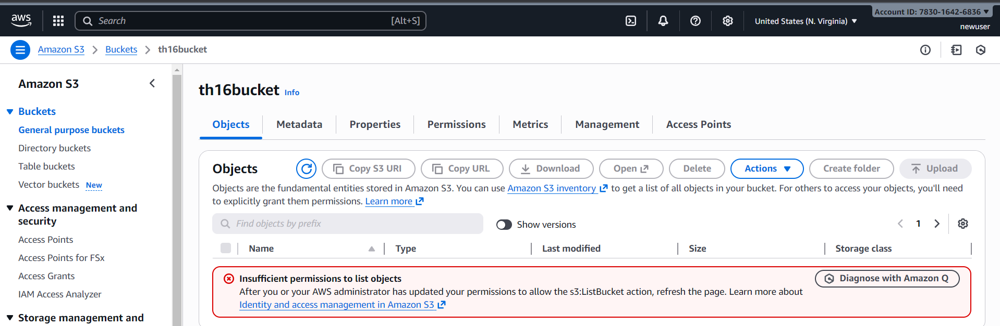 aws
Search
[Alt+S]
United States (N. Virginia)
Account ID: 7830-1642-6836
newuser
Amazon S3
Buckets
th16bucket
Amazon S3
Buckets
General purpose buckets
Directory buckets
Table buckets
Vector buckets New
Access management and
security
Access Points
Access Points for FSx
Access Grants
IAM Access Analyzer
Storage management and
th16bucket Info
Objects
Metadata
Properties
Permissions
Metrics
Management
Access Points
Objects
Copy S3 URI
Copy URL
Download
Open
Delete
Actions
Create folder
Upload
Objects are the fundamental entities stored in Amazon S3. You can use Amazon S3 inventory to get a list of all objects in your bucket. For others to access your objects, you'll need
to explicitly grant them permissions. Learn more
Find objects by prefix
Show versions
1
Name
Type
Last modified
Size
Storage class
Insufficient permissions to list objects
After you or your AWS administrator has updated your permissions to allow the s3:ListBucket action, refresh the page. Learn more about
Identity and access management in Amazon S3
Diagnose with Amazon Q